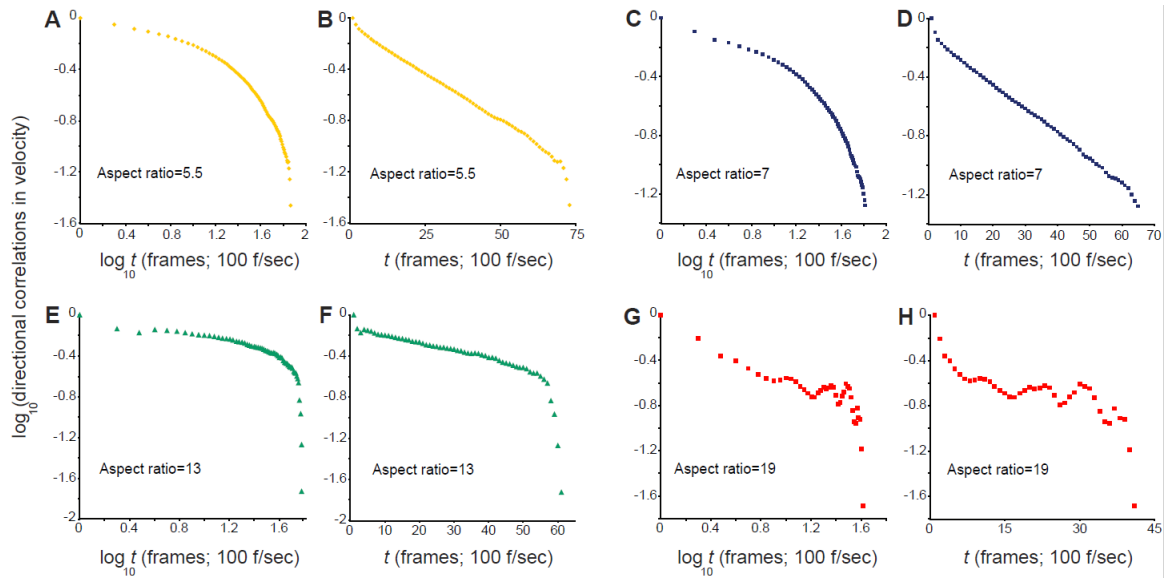 A
B
C
D
log₁₀(directional correlations in velocity)
0
-0.4
-0.8
-1.2
-1.6
Aspect ratio=5.5
0 0.4 0.8 1.2 1.6 2
log₁₀ t (frames; 100 f/sec)
0
-0.4
-0.8
-1.2
-1.6
Aspect ratio=5.5
0 25 50 75
t (frames; 100 f/sec)
0
-0.4
-0.8
-1.2
Aspect ratio=7
0 0.4 0.8 1.2 1.6 2
log₁₀ t (frames; 100 f/sec)
0
-0.4
-0.8
-1.2
Aspect ratio=7
0 10 20 30 40 50 60 70
t (frames; 100 f/sec)
E
F
G
H
0
-0.4
-0.8
-1.2
-1.6
-2
Aspect ratio=13
0 0.4 0.8 1.2 1.6
log₁₀ t (frames; 100 f/sec)
0
-0.4
-0.8
-1.2
-1.6
-2
Aspect ratio=13
0 10 20 30 40 50 60
t (frames; 100 f/sec)
0
-0.4
-0.8
-1.2
-1.6
Aspect ratio=19
0 0.4 0.8 1.2 1.6
log₁₀ t (frames; 100 f/sec)
0
-0.4
-0.8
-1.2
-1.6
Aspect ratio=19
0 15 30 45
t (frames; 100 f/sec)